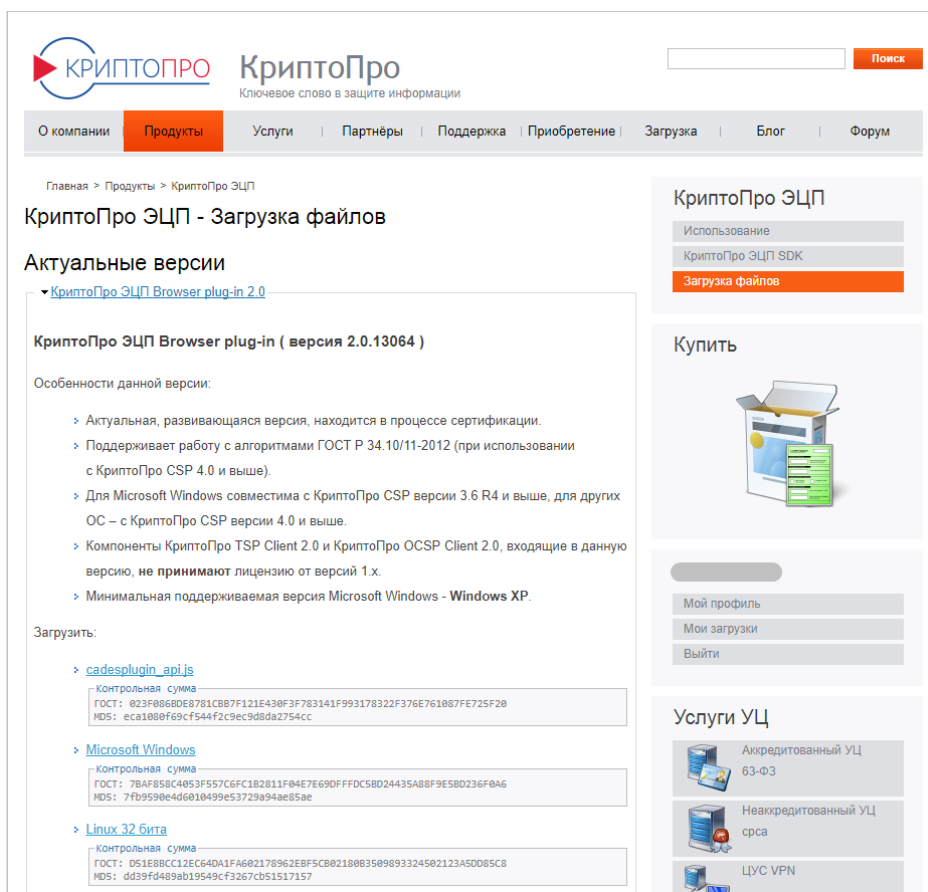 КРИПТОПРО
КриптоПро
Ключевое слово в защите информации
Поиск
О компании | Продукты Услуги | Партнёры | Поддержка | Приобретение | Загрузка | Блог | Форум
Главная > Продукты > КриптоПро ЭЦП
КриптоПро ЭЦП - Загрузка файлов
Актуальные версии
КриптоПро ЭЦП Browser plug-in 2.0
КриптоПро ЭЦП Browser plug-in ( версия 2.0.13064 )
Особенности данной версии:
Актуальная, развивающаяся версия, находится в процессе сертификации.
Поддерживает работу с алгоритмами ГОСТ Р 34.10/11-2012 (при использовании
с КриптоПро CSP 4.0 и выше).
Для Microsoft Windows совместима с КриптоПро CSP версии 3.6 R4 и выше, для других
ОС – с КриптоПро CSP версии 4.0 и выше.
Компоненты КриптоПро TSP Client 2.0 и КриптоПро OCSP Client 2.0, входящие в данную
версию, не принимают лицензию от версий 1.x.
Минимальная поддерживаемая версия Microsoft Windows - Windows XP.
Загрузить:
cadesplugin_api.js
Контрольная сумма
ГОСТ: 023F086BDE8781CBB7F121E430F3F783141F993178322F376E761087FE725F20
MD5: eca1080f69cf544f2c9ec9d8da2754cc
Microsoft Windows
Контрольная сумма
ГОСТ: 7BAF858C4053F557C6FC1B2811F04E7E69DFFFDC5BD24435A88F9E5BD236F0A6
MD5: 7fb9590e4d6010499e53729a94ae85ae
Linux 32 бита
Контрольная сумма
ГОСТ: D51E8BCC12EC64DA1FA602178962EBF5CB02180B3509893324502123A5DD85C8
MD5: dd39fd489ab19549cf3267cb51517157
КриптоПро ЭЦП
Использование
КриптоПро ЭЦП SDK
Загрузка файлов
Купить
Мой профиль
Мои загрузки
Выйти
Услуги УЦ
Аккредитованный УЦ
63-ФЗ
Неаккредитованный УЦ
cpca
ЦУС VPN